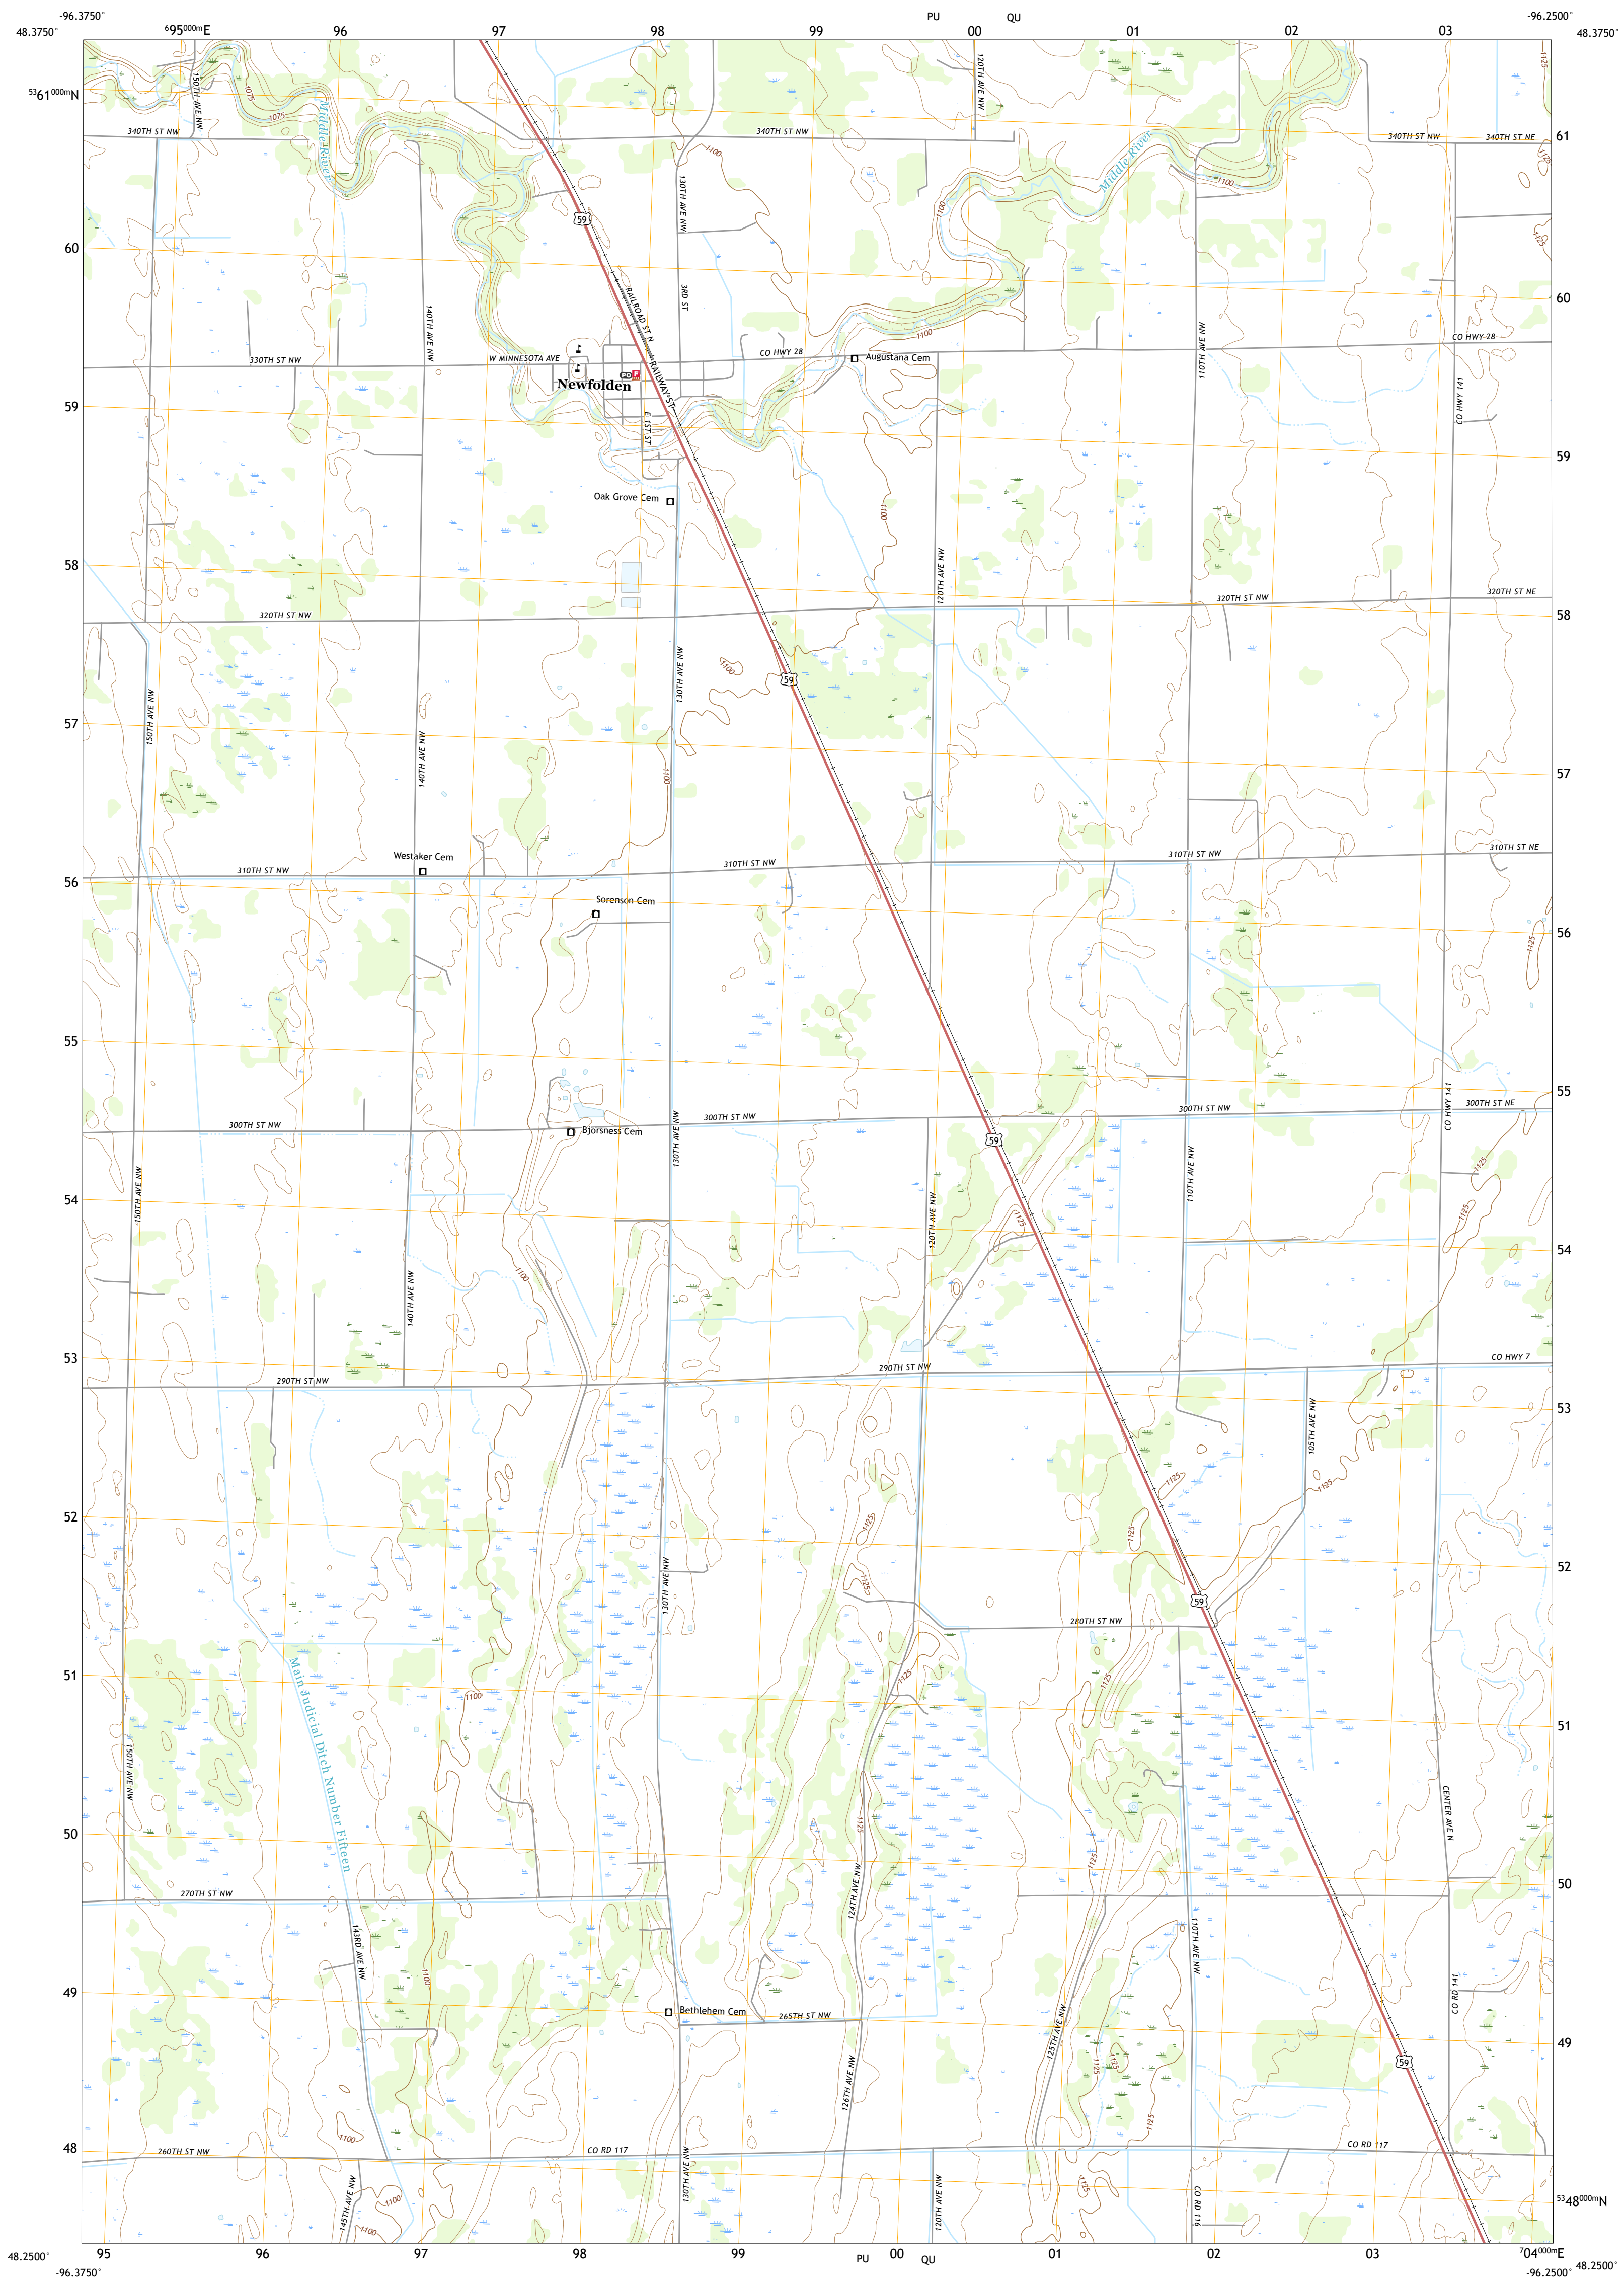 -96.3750°
PU
QU
-96.2500°
48.3750°
⁶95⁰⁰⁰ᵐE
96
97
98
99
00
01
02
03
48.3750°
⁵³61⁰⁰⁰ᵐN
150TH AVE NW
1075
1075
Middle River
120TH AVE NW
1125
340TH ST NW
340TH ST NW
340TH ST NW
340TH ST NE
61
1100
Middle River
1100
1125
130TH AVE NW
1100
59
1125
60
60
RAILROAD ST N
3RD ST
140TH AVE NW
1100
110TH AVE NW
330TH ST NW
W MINNESOTA AVE
CO HWY 28
CO HWY 28
Augustana Cem
PO
F
Newfolden
RAILWAY ST
CO HWY 141
59
E 1ST ST
59
Oak Grove Cem
1100
58
120TH AVE NW
320TH ST NW
320TH ST NW
320TH ST NE
58
1100
130TH AVE NW
59
150TH AVE NW
57
140TH AVE NW
1100
57
Westaker Cem
310TH ST NW
310TH ST NW
310TH ST NW
310TH ST NE
56
Sorenson Cem
56
1125
55
55
300TH ST NW
300TH ST NW
300TH ST NW
300TH ST NE
CO HWY 141
Bjorsness Cem
59
130TH AVE NW
1125
150TH AVE NW
110TH AVE NW
54
120TH AVE NW
1125
1125
54
1100
140TH AVE NW
53
290TH ST NW
290TH ST NW
CO HWY 7
53
105TH AVE NW
1125
1125
52
1125
1125
52
130TH AVE NW
1125
59
280TH ST NW
Main Judicial Ditch Number Fifteen
51
1125
1125
1100
51
150TH AVE NW
CENTER AVE N
50
1125
1125
50
270TH ST NW
124TH AVE NW
143RD AVE NW
110TH AVE NW
1100
CO RD 141
49
Bethlehem Cem
265TH ST NW
125TH AVE NW
49
1125
1125
59
126TH AVE NW
1125
1100
48
260TH ST NW
CO RD 117
CO RD 117
130TH AVE NW
145TH AVE NW
120TH AVE NW
1125
CO RD 116
1100
1100
⁵³48⁰⁰⁰ᵐN
48.2500°
95
96
97
98
99
00
01
02
03
⁷04⁰⁰⁰ᵐE
48.2500°
-96.3750°
PU
QU
-96.2500°